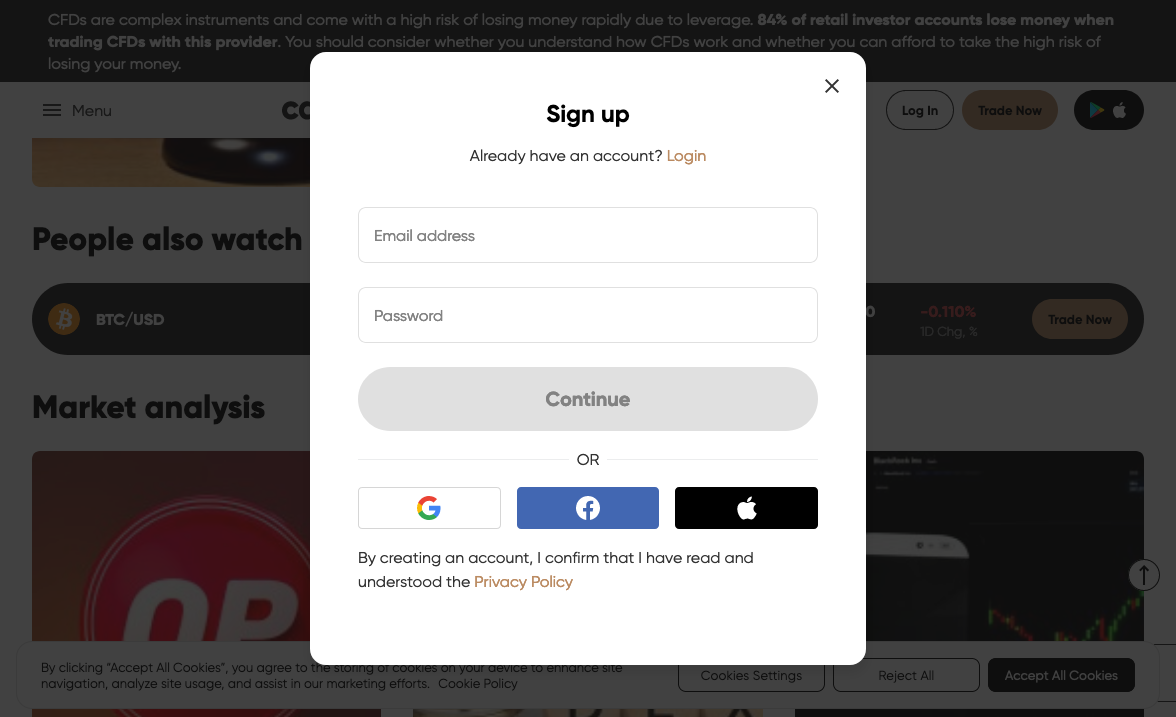 CFDs are complex instruments and come with a high risk of losing money rapidly due to leverage. 84% of retail investor accounts lose money when
trading CFDs with this provider. You should consider whether you understand how CFDs work and whether you can afford to take the high risk of
losing your money.
Menu
Log In
Trade Now
Sign up
Already have an account? Login
Email address
Password
Continue
OR
By creating an account, I confirm that I have read and
understood the Privacy Policy
People also watch
BTC/USD
-0.110%
1D Chg, %
Trade Now
Market analysis
By clicking “Accept All Cookies”, you agree to the storing of cookies on your device to enhance site
navigation, analyze site usage, and assist in our marketing efforts. Cookie Policy
Cookies Settings
Reject All
Accept All Cookies